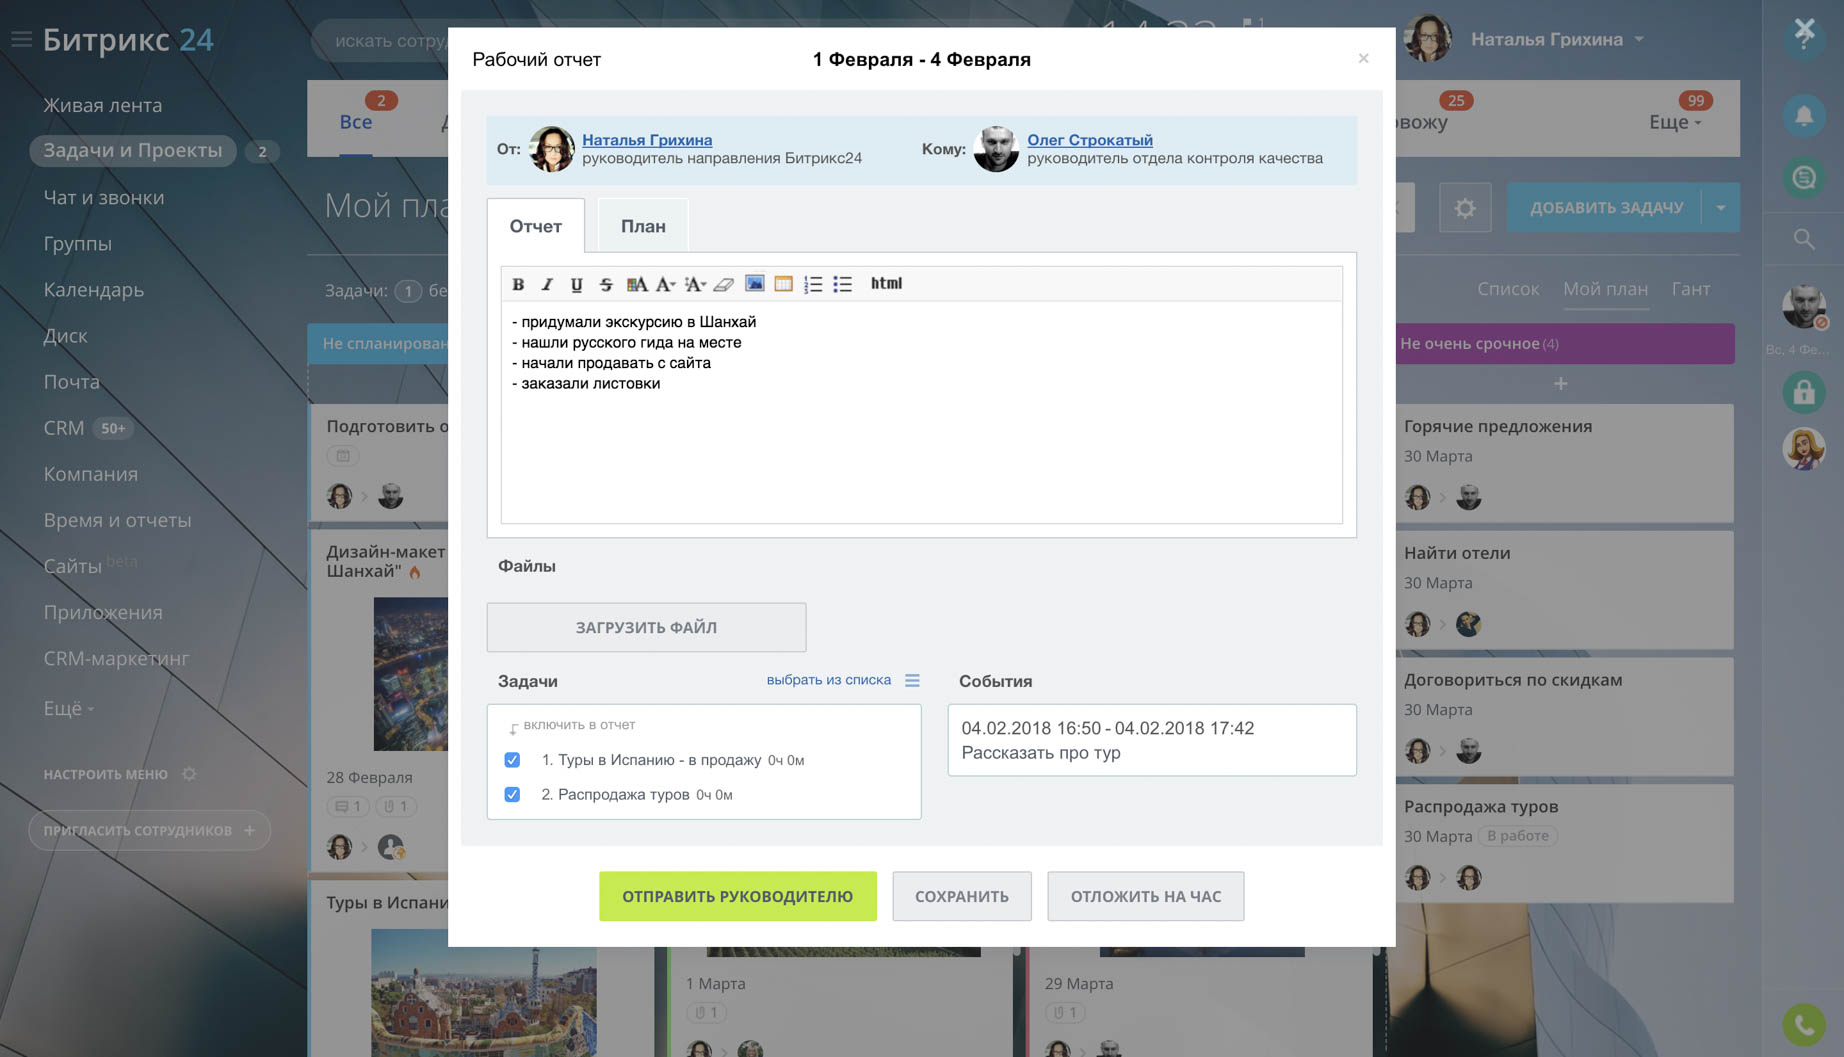 Битрикс 24
искать сотру
Наталья Грихина
Рабочий отчет
1 Февраля - 4 Февраля
Живая лента
Задачи и Проекты 2
Чат и звонки
Группы
Календарь
Диск
Почта
CRM 50+
Компания
Время и отчеты
Сайты beta
Приложения
CRM-маркетинг
Ещё
НАСТРОИТЬ МЕНЮ
ПРИГЛАСИТЬ СОТРУДНИКОВ +
Все 2
25
99
Еще
Мой пла
ДОБАВИТЬ ЗАДАЧУ
Задачи: 1 бе
Список Мой план Гант
Не спланирован
Подготовить о
Дизайн-макет
Шанхай"
28 Февраля
1 1
Туры в Испани
От: Наталья Грихина
руководитель направления Битрикс24
Кому: Олег Строкатый
руководитель отдела контроля качества
Отчет План
B I U S A A A html
- придумали экскурсию в Шанхай
- нашли русского гида на месте
- начали продавать с сайта
- заказали листовки
Файлы
ЗАГРУЗИТЬ ФАЙЛ
Задачи выбрать из списка
включить в отчет
1. Туры в Испанию - в продажу 0ч 0м
2. Распродажа туров 0ч 0м
События
04.02.2018 16:50 - 04.02.2018 17:42
Рассказать про тур
ОТПРАВИТЬ РУКОВОДИТЕЛЮ СОХРАНИТЬ ОТЛОЖИТЬ НА ЧАС
1 Марта
1
29 Марта
1
вожу
Не очень срочное (4)
+
Горячие предложения
30 Марта
Найти отели
30 Марта
Договориться по скидкам
30 Марта
Распродажа туров
30 Марта В работе
Вс, 4 Фе...